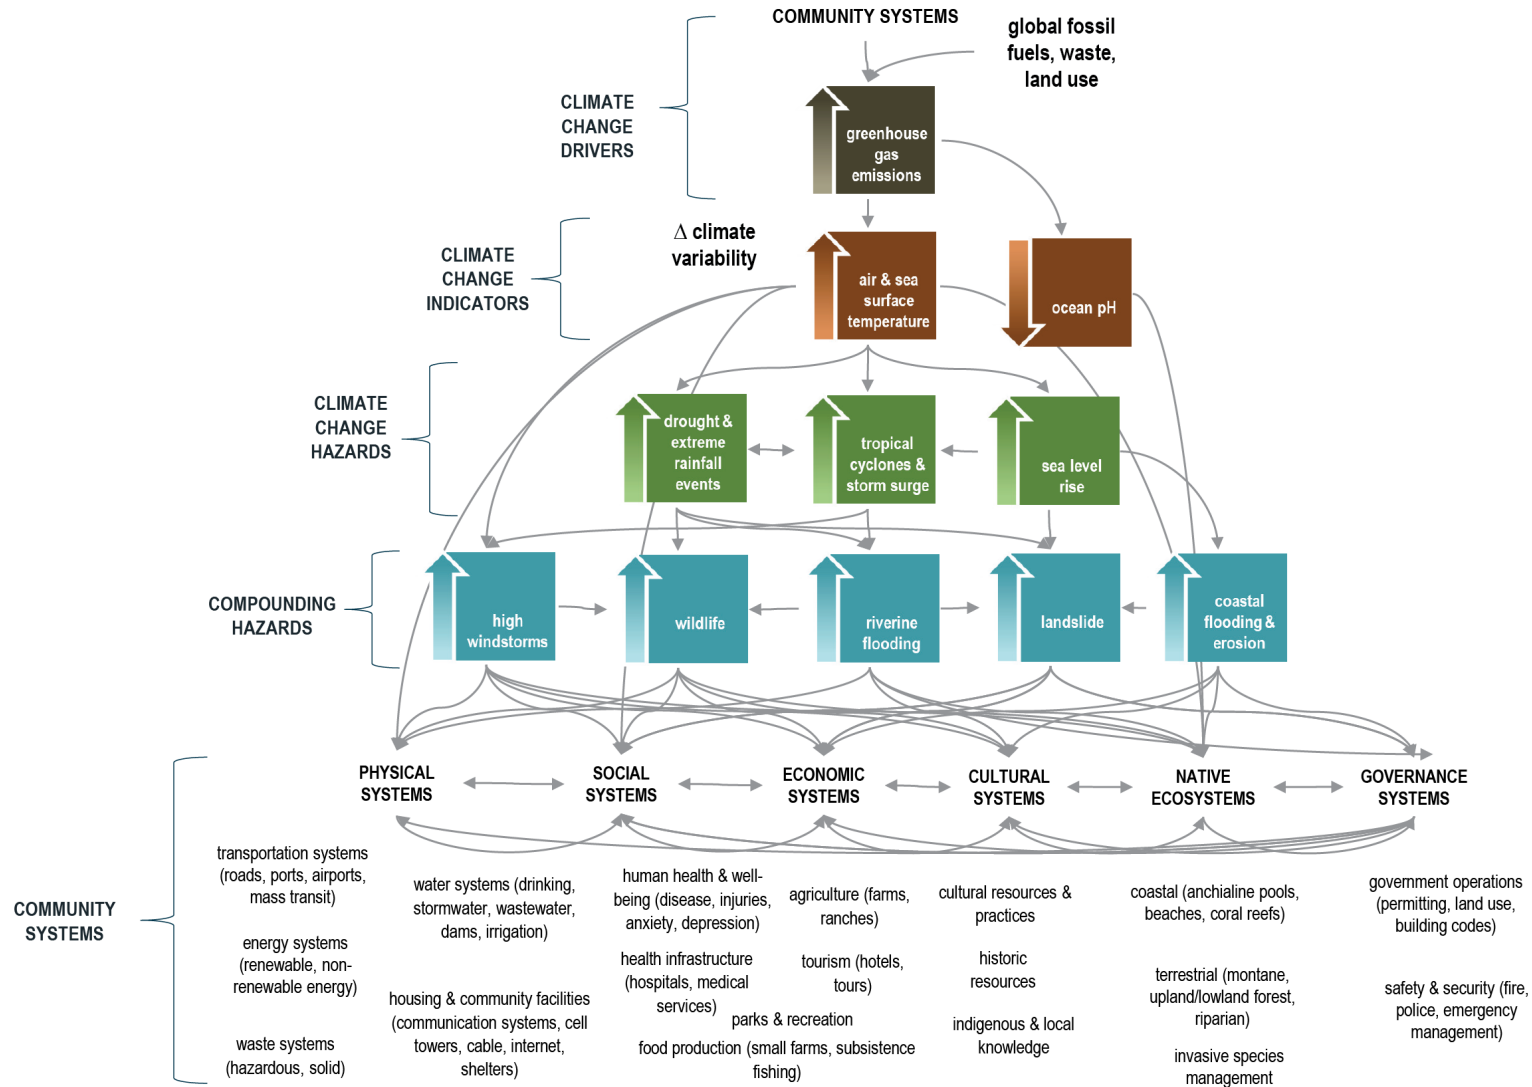 COMMUNITY SYSTEMS
global fossil
fuels, waste,
land use
CLIMATE
CHANGE
DRIVERS
greenhouse
gas
emissions
CLIMATE
CHANGE
INDICATORS
Δ climate
variability
air & sea
surface
temperature
ocean pH
CLIMATE
CHANGE
HAZARDS
drought &
extreme
rainfall
events
tropical
cyclones &
storm surge
sea level
rise
COMPOUNDING
HAZARDS
high
windstorms
wildlife
riverine
flooding
landslide
coastal
flooding &
erosion
PHYSICAL
SYSTEMS
SOCIAL
SYSTEMS
ECONOMIC
SYSTEMS
CULTURAL
SYSTEMS
NATIVE
ECOSYSTEMS
GOVERNANCE
SYSTEMS
COMMUNITY
SYSTEMS
transportation systems
(roads, ports, airports,
mass transit)
energy systems
(renewable, non-
renewable energy)
waste systems
(hazardous, solid)
water systems (drinking,
stormwater, wastewater,
dams, irrigation)
housing & community facilities
(communication systems, cell
towers, cable, internet,
shelters)
human health & well-
being (disease, injuries,
anxiety, depression)
health infrastructure
(hospitals, medical
services)
parks & recreation
food production (small farms, subsistence
fishing)
agriculture (farms,
ranches)
tourism (hotels,
tours)
cultural resources &
practices
historic
resources
indigenous & local
knowledge
coastal (anchialine pools,
beaches, coral reefs)
terrestrial (montane,
upland/lowland forest,
riparian)
invasive species
management
government operations
(permitting, land use,
building codes)
safety & security (fire,
police, emergency
management)